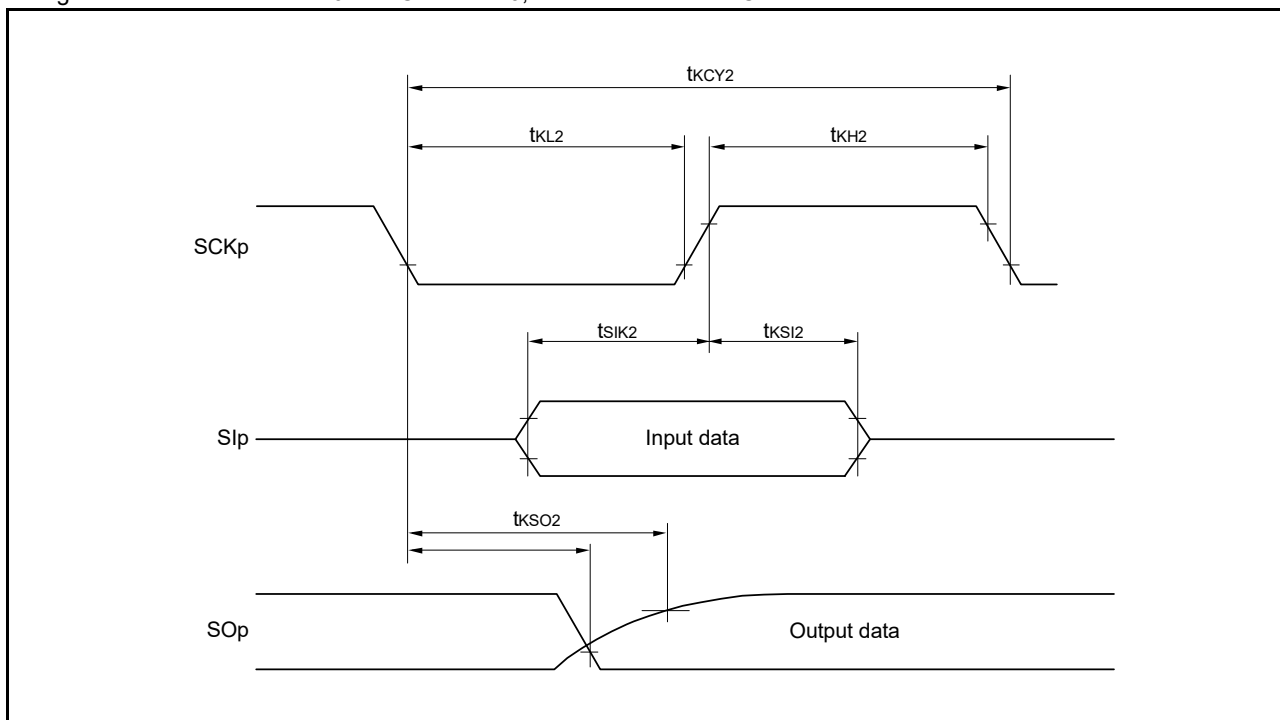 tKCY2
tKL2
tKH2
SCKp
tSIK2
tKSI2
SIp
Input data
tKSO2
SOp
Output data